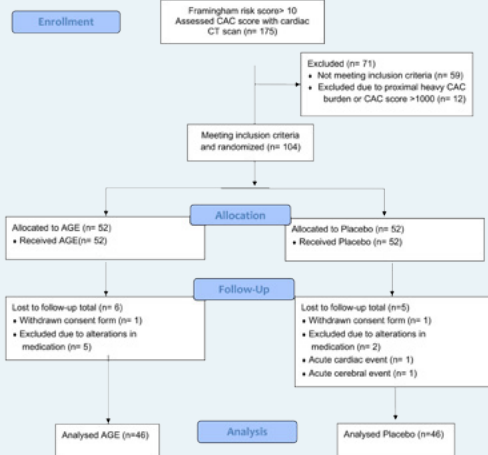 Enrollment
Framingham risk score> 10
Assessed CAC score with cardiac
CT scan (n= 175)
Excluded (n= 71)
♦ Not meeting inclusion criteria (n= 59)
♦ Excluded due to proximal heavy CAC
burden or CAC score >1000 (n= 12)
Meeting inclusion criteria
and randomized (n= 104)
Allocation
Allocated to AGE (n= 52)
♦ Received AGE(n= 52)
Allocated to Placebo (n= 52)
♦ Received Placebo (n= 52)
Follow-Up
Lost to follow-up total (n= 6)
♦ Withdrawn consent form (n= 1)
♦ Excluded due to alterations in
medication (n= 5)
Lost to follow-up total (n=5)
♦ Withdrawn consent form (n= 1)
♦ Excluded due to alterations in
medication (n= 2)
♦ Acute cardiac event (n= 1)
♦ Acute cerebral event (n= 1)
Analysis
Analysed AGE (n=46)
Analysed Placebo (n=46)